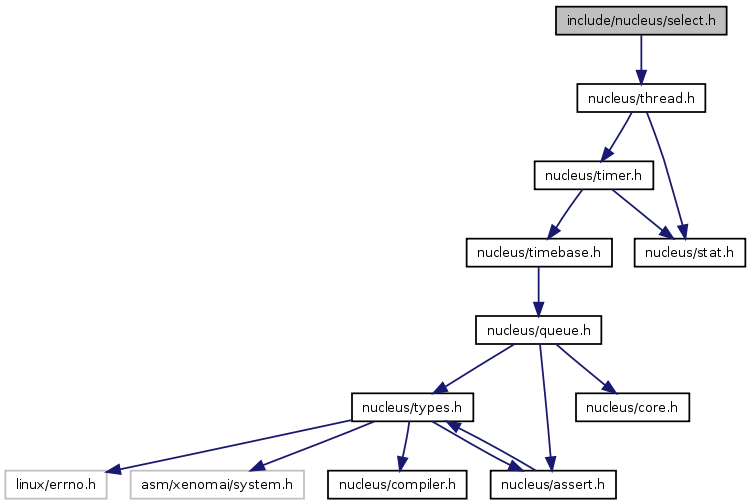 include/nucleus/select.h
nucleus/thread.h
nucleus/timer.h
nucleus/timebase.h
nucleus/stat.h
nucleus/queue.h
nucleus/types.h
nucleus/core.h
linux/errno.h
asm/xenomai/system.h
nucleus/compiler.h
nucleus/assert.h